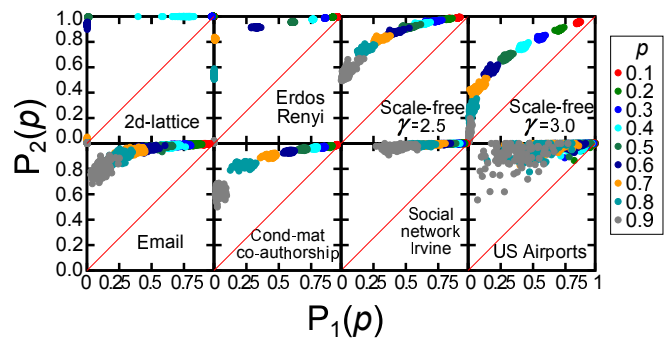 P₂(p)
1.0
0.8
0.6
0.4
0.2
0.0
0.8
0.6
0.4
0.2
0.0
2d-lattice
Erdos
Renyi
Scale-free
γ=2.5
Scale-free
γ=3.0
Email
Cond-mat
co-authorship
Social
network
Irvine
US Airports
0 0.25 0.5 0.75 0 0.25 0.5 0.75 0 0.25 0.5 0.75 0 0.25 0.5 0.75 1
P₁(p)
p
0.1
0.2
0.3
0.4
0.5
0.6
0.7
0.8
0.9